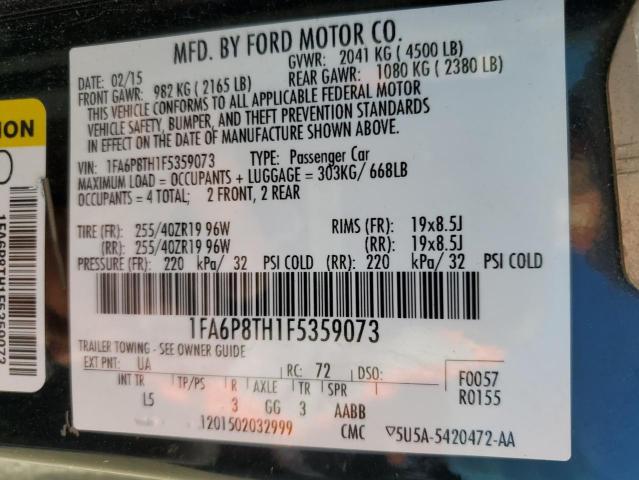 MFD. BY FORD MOTOR CO.
DATE: 02/15
GVWR: 2041 KG ( 4500 LB)
FRONT GAWR: 982 KG ( 2165 LB)
REAR GAWR: 1080 KG ( 2380 LB)
THIS VEHICLE CONFORMS TO ALL APPLICABLE FEDERAL MOTOR
VEHICLE SAFETY, BUMPER, AND THEFT PREVENTION STANDARDS
IN EFFECT ON THE DATE OF MANUFACTURE SHOWN ABOVE.
VIN: 1FA6P8TH1F5359073 TYPE: Passenger Car
MAXIMUM LOAD = OCCUPANTS + LUGGAGE = 303KG/ 668LB
OCCUPANTS = 4 TOTAL; 2 FRONT, 2 REAR
TIRE (FR): 255/40ZR19 96W RIMS (FR): 19x8.5J
(RR): 255/40ZR19 96W (RR): 19x8.5J
PRESSURE (FR): 220 kPa/ 32 PSI COLD (RR): 220 kPa/ 32 PSI COLD
1FA6P8TH1F5359073
TRAILER TOWING - SEE OWNER GUIDE
EXT PNT: UA RC: 72 DSO:
INT TR TP/PS R AXLE TR SPR
L5 3 GG 3 AABB
F0057
R0155
1201502032999 CMC ▽5U5A-5420472-AA
ION
1FA6P8TH1F5359073